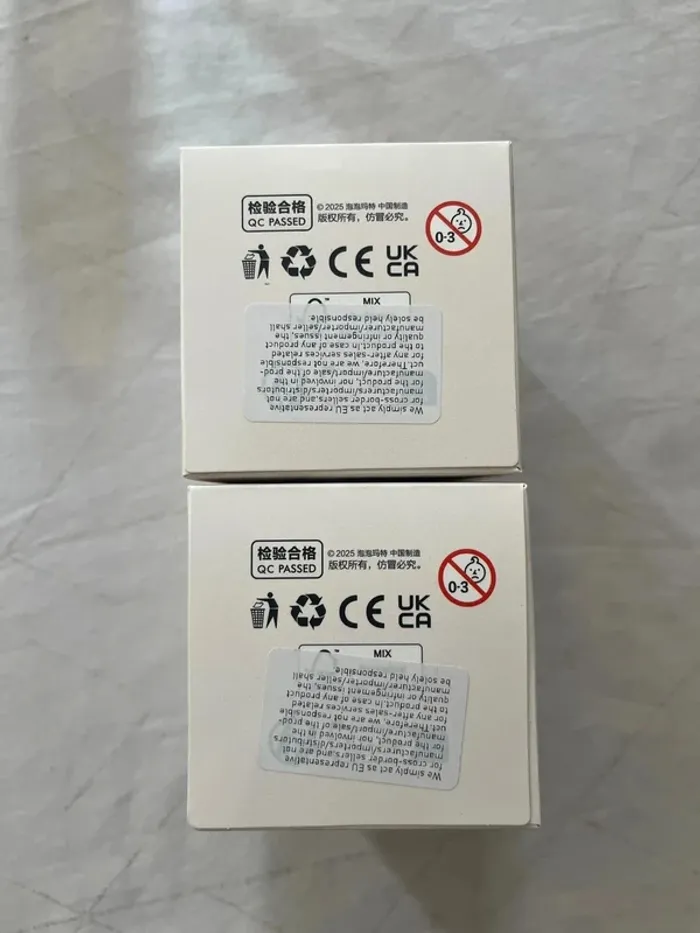 检验合格
QC PASSED
© 2025 泡泡玛特 中国制造
版权所有，仿冒必究。
0-3
CE
UK
CA
MIX
We simply act as EU representative
for cross-border sellers,and are not
manufacturers/importers/distributors
for the product, nor involved in the
manufacture/import/sale of the prod-
uct.Therefore, we are not responsible
for any after-sales services related
to the product.In case of any product
quality or infringement issues, the
manufacturer/importer/seller shall
be solely held responsible.
检验合格
QC PASSED
© 2025 泡泡玛特 中国制造
版权所有，仿冒必究。
0-3
CE
UK
CA
MIX
We simply act as EU representative
for cross-border sellers,and are not
manufacturers/importers/distributors
for the product, nor involved in the
manufacture/import/sale of the prod-
uct.Therefore, we are not responsible
for any after-sales services related
to the product.In case of any product
quality or infringement issues, the
manufacturer/importer/seller shall
be solely held responsible.